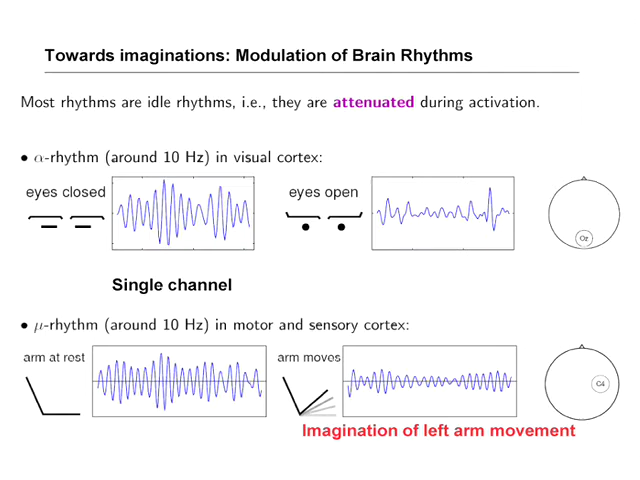 Towards imaginations: Modulation of Brain Rhythms
Most rhythms are idle rhythms, i.e., they are attenuated during activation.
• α-rhythm (around 10 Hz) in visual cortex:
eyes closed
eyes open
Oz
Single channel
• μ-rhythm (around 10 Hz) in motor and sensory cortex:
arm at rest
arm moves
C4
Imagination of left arm movement